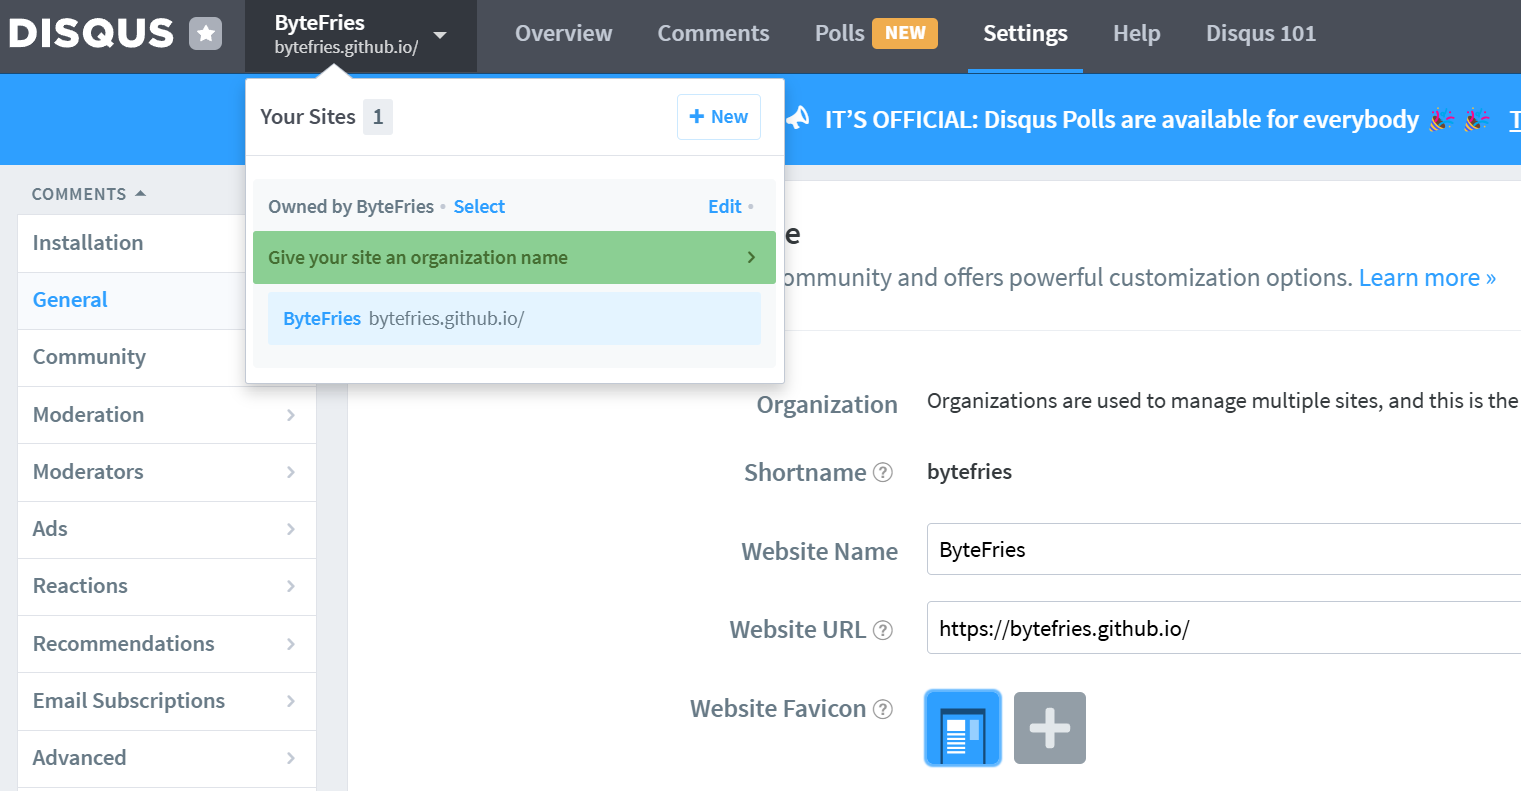 DISQUS
ByteFries
bytefries.github.io/
Overview
Comments
Polls NEW
Settings
Help
Disqus 101
Your Sites 1
+ New
IT’S OFFICIAL: Disqus Polls are available for everybody 🎉 🎉
COMMENTS
Owned by ByteFries • Select
Edit •
Give your site an organization name
ByteFries bytefries.github.io/
Installation
General
Community
Moderation
Moderators
Ads
Reactions
Recommendations
Email Subscriptions
Advanced
ommunity and offers powerful customization options. Learn more »
Organization
Organizations are used to manage multiple sites, and this is the
Shortname ?
bytefries
Website Name
ByteFries
Website URL ?
https://bytefries.github.io/
Website Favicon ?